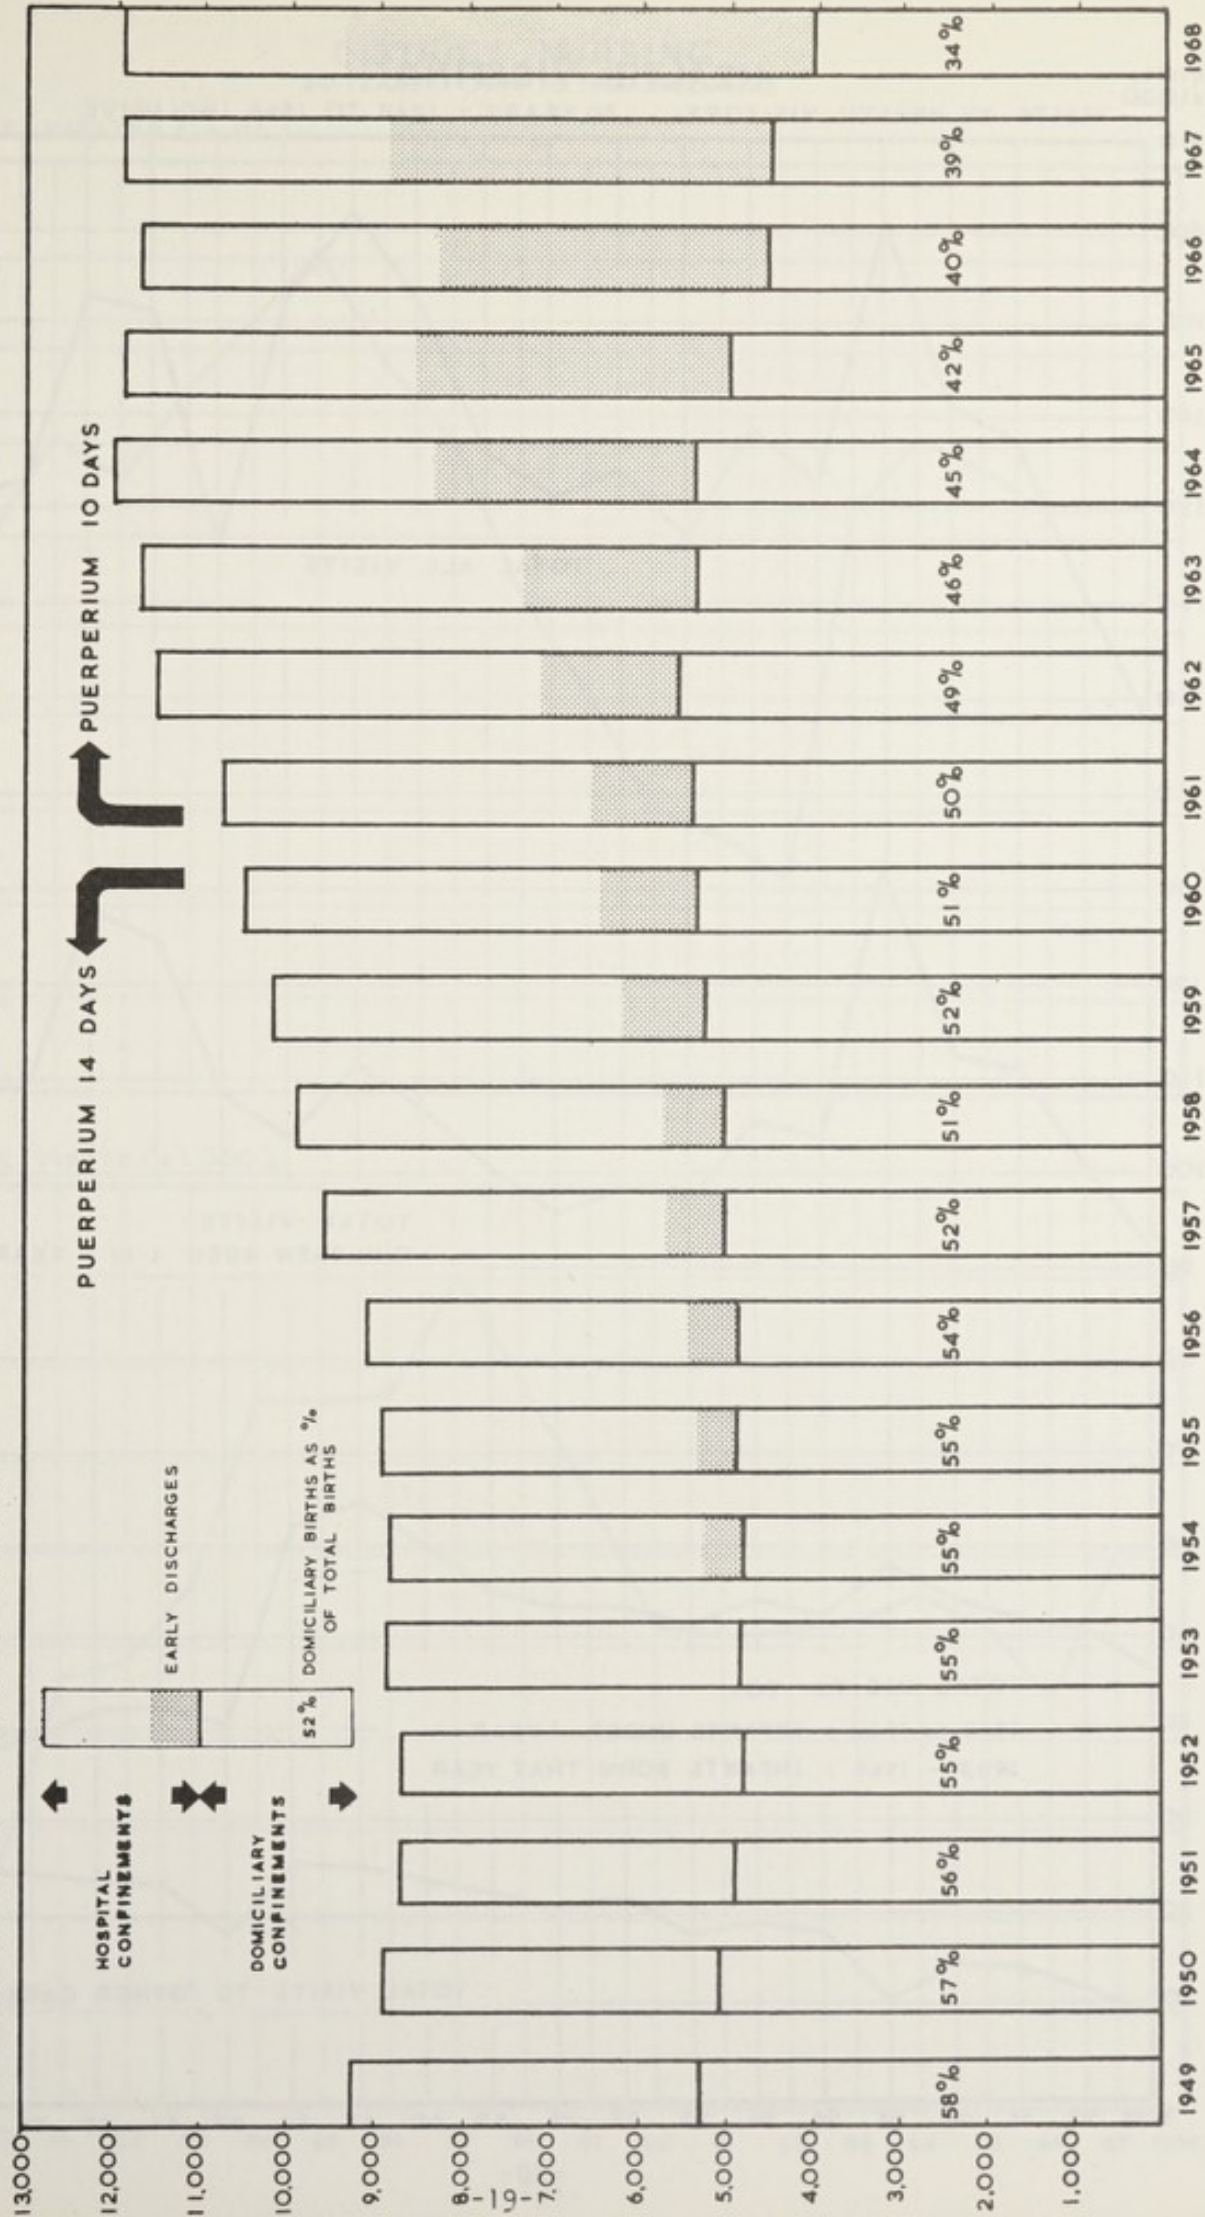 13,000
12,000
11,000
10,000
9,000
8,000
7,000
6,000
5,000
4,000
3,000
2,000
1,000
-61-
HOSPITAL
CONFINEMENTS
DOMICILIARY
CONFINEMENTS
EARLY DISCHARGES
52% DOMICILIARY BIRTHS AS %
OF TOTAL BIRTHS
PUERPERIUM 14 DAYS
PUERPERIUM 10 DAYS
58% 57% 56% 55% 55% 55% 55% 54% 52% 51% 52% 51% 50% 49% 46% 45% 42% 40% 39% 34%
1949 1950 1951 1952 1953 1954 1955 1956 1957 1958 1959 1960 1961 1962 1963 1964 1965 1966 1967 1968